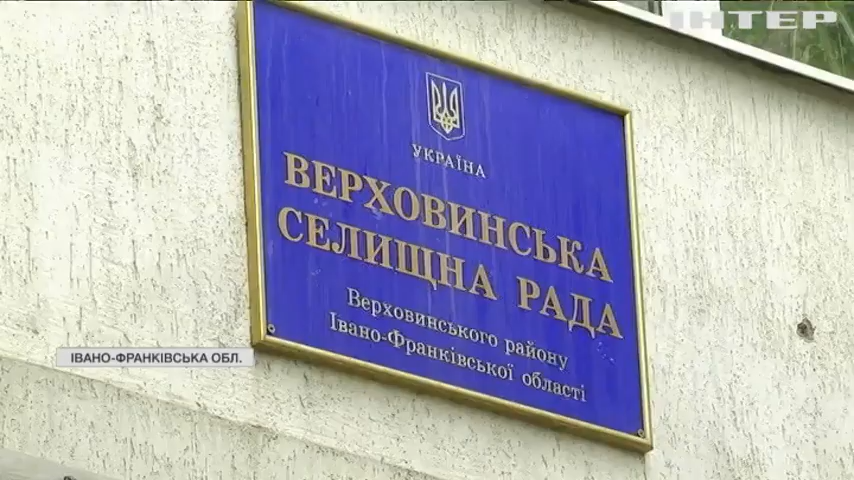 ІНТЕР
УКРАЇНА
ВЕРХОВИНСЬКА
СЕЛИЩНА РАДА
Верховинського району
Івано-Франківської області
ІВАНО-ФРАНКІВСЬКА ОБЛ.